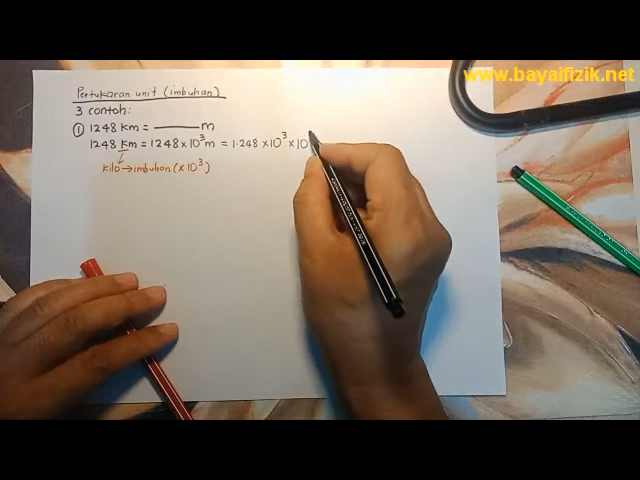 www.bayaifizik.net
Pertukaran unit (imbuhan)
3 contoh:
① 1248 km = ______ m
1248 km = 1248 × 10³ m = 1.248 × 10³ × 10
kilo → imbuhan (× 10³)